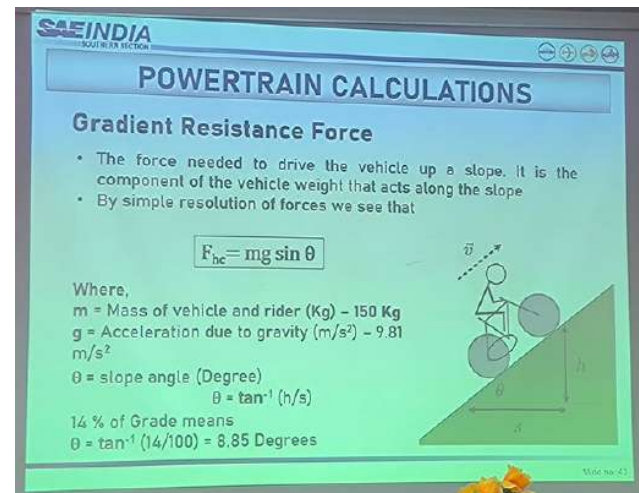 SAEINDIA
SOUTHERN SECTION
POWERTRAIN CALCULATIONS
Gradient Resistance Force
• The force needed to drive the vehicle up a slope. It is the
component of the vehicle weight that acts along the slope
• By simple resolution of forces we see that
F_hc= mg sin θ
Where,
m = Mass of vehicle and rider (Kg) – 150 Kg
g = Acceleration due to gravity (m/s²) – 9.81
m/s²
θ = slope angle (Degree)
θ = tan⁻¹ (h/s)
14 % of Grade means
θ = tan⁻¹ (14/100) = 8.85 Degrees
v⃗
h
θ
s